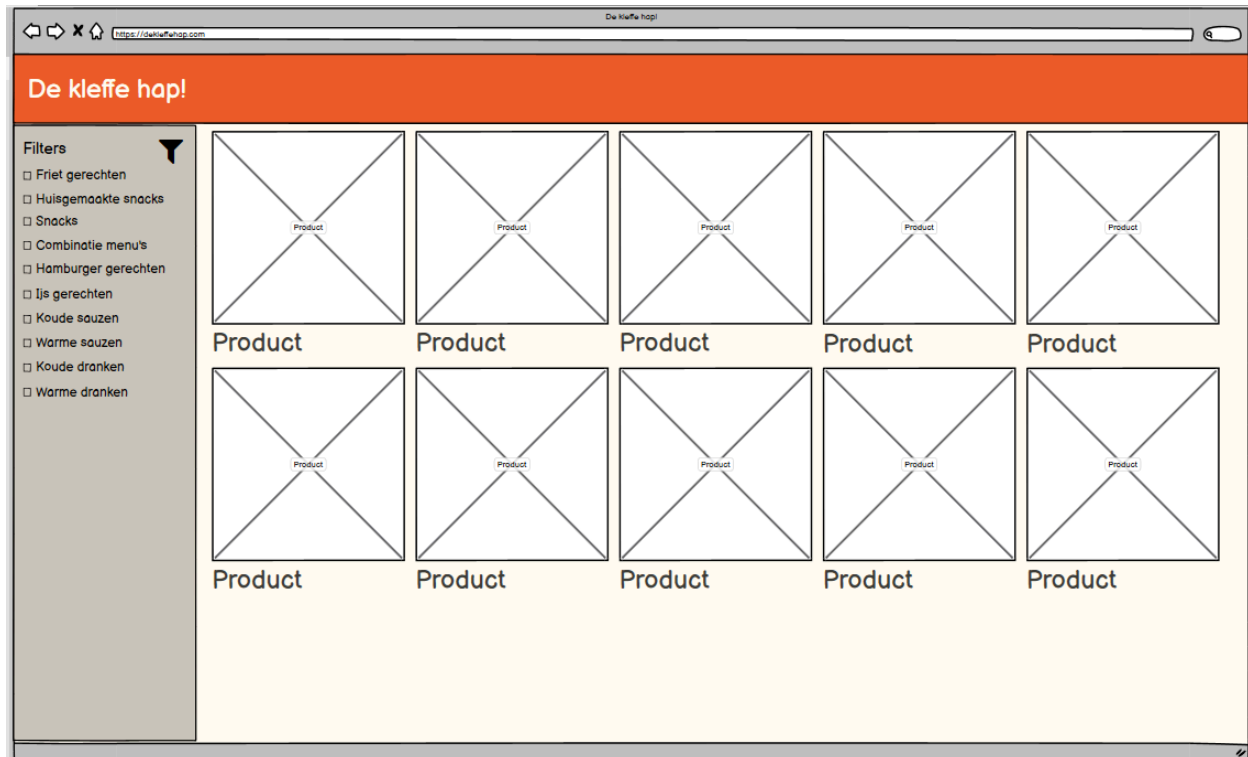 De kleffe hap!
https://dekleffehap.com
De kleffe hap!
Filters
Friet gerechten
Huisgemaakte snacks
Snacks
Combinatie menu's
Hamburger gerechten
Ijs gerechten
Koude sauzen
Warme sauzen
Koude dranken
Warme dranken
Product Product Product Product Product
Product Product Product Product Product
Product Product Product Product Product
Product Product Product Product Product